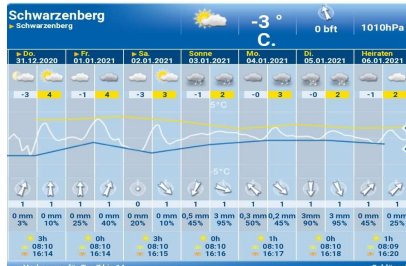 Schwarzenberg
► Schwarzenberg
-3 °
C.
0 bft
1010hPa
► Do. ► Fr. ► Sa. Sonne Mo. Di. Heiraten
31.12.2020 01.01.2021 02.01.2021 03.01.2021 04.01.2021 05.01.2021 06.01.2021
-3 4 -1 4 -3 3 -1 2 -0 3 -0 2 -1 2
5°C
-5°C
1 1 1 1 0 1 1 1 1 1 1 1 1 1
0 mm 0 mm 0 mm 0 mm 0 mm 0 mm 0,5 mm 3 mm 0,3 mm 0,2 mm 3mm 3 mm 0 mm 0 mm
3% 10% 25% 40% 20% 10% 45% 95% 50% 45% 90% 95% 45% 25%
3h 0h 3h 0h 1h 0h 1h
08:10 08:10 08:10 08:10 08:10 08:10 08:09
16:14 16:14 16:15 16:16 16:17 16:18 16:20